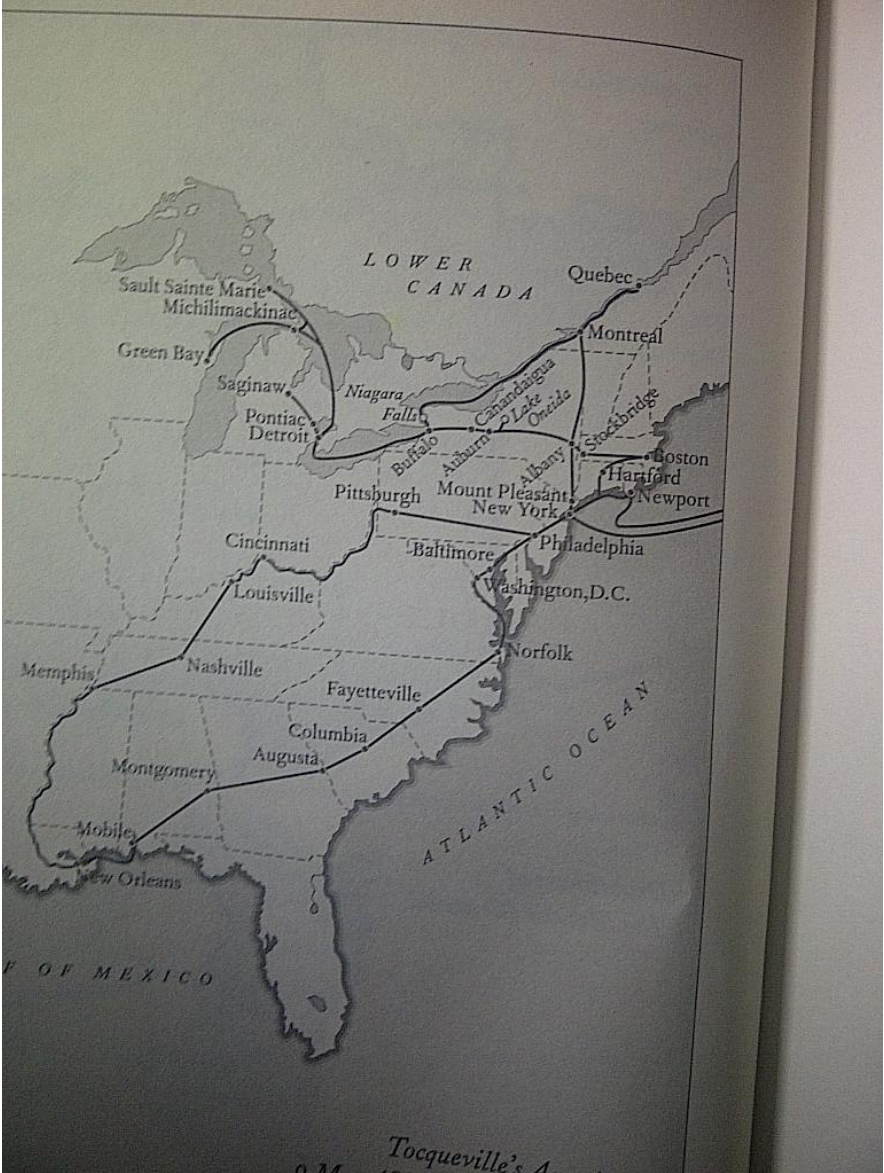 LOWER
CANADA
Quebec
Sault Sainte Marie
Michilimackinac
Montreal
Green Bay
Saginaw
Niagara
Falls
Canandaigua
Lake
Oneida
Stockbridge
Pontiac
Detroit
Buffalo
Auburn
Albany
Boston
Hartford
Pittsburgh
Mount Pleasant
New York
Newport
Cincinnati
Baltimore
Philadelphia
Louisville
Washington, D.C.
Norfolk
Memphis
Nashville
Fayetteville
Columbia
Augusta
Montgomery
ATLANTIC OCEAN
Mobile
New Orleans
F OF MEXICO
Tocqueville's A